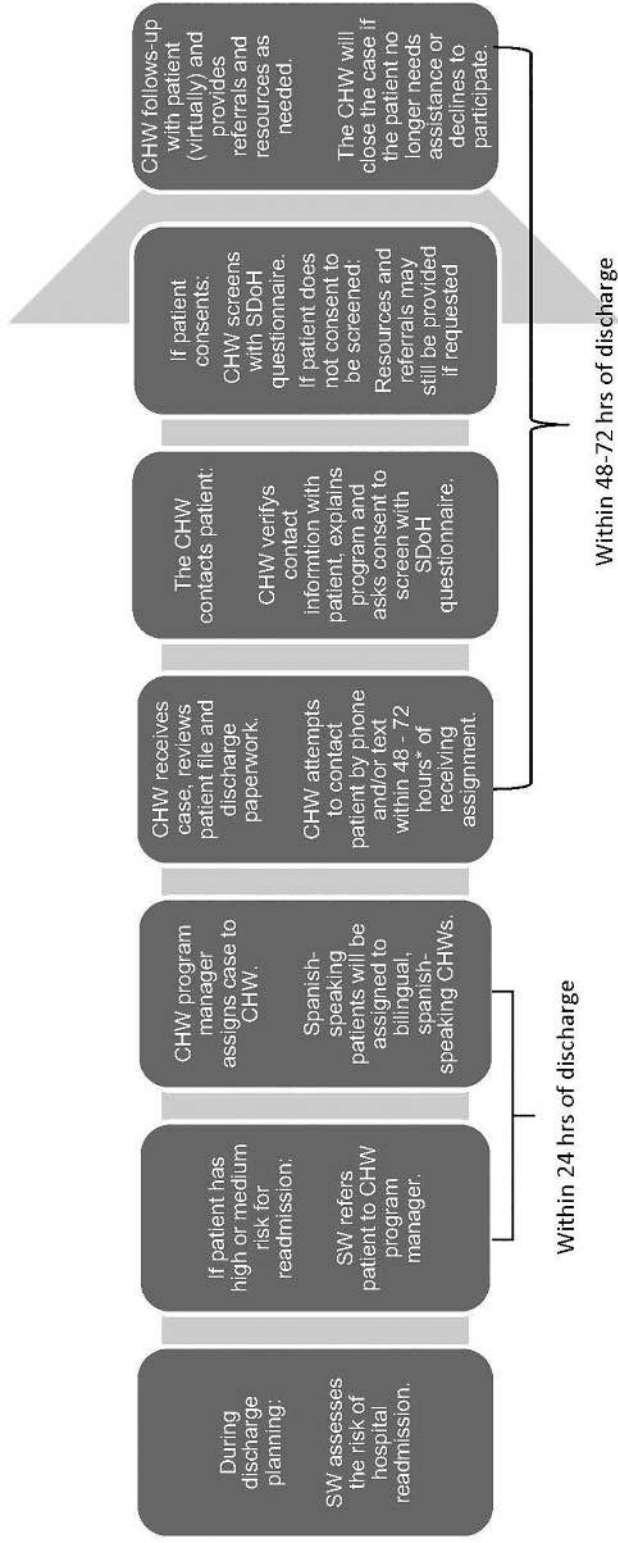 During
discharge
planning:
SW assesses
the risk of
hospital
readmission.
If patient has
high or medium
risk for
readmission:
SW refers
patient to CHW
program
manager.
CHW program
manager
assigns case to
CHW.
Spanish-
speaking
patients will be
assigned to
bilingual,
spanish-
speaking CHWs.
CHW receives
case, reviews
patient file and
discharge
paperwork.
CHW attempts
to contact
patient by phone
and/or text
within 48 - 72
hours* of
receiving
assignment.
The CHW
contacts patient:
CHW verifys
contact
informtion with
patient, explains
program and
asks consent to
screen with
SDoH
questionnaire.
If patient
consents:
CHW screens
with SDoH
questionnaire.
If patient does
not consent to
be screened:
Resources and
referrals may
still be provided
if requested
CHW follows-up
with patient
(virtually) and
provides
referrals and
resources as
needed.
The CHW will
close the case if
the patient no
longer needs
assistance or
declines to
participate.
Within 24 hrs of discharge
Within 48-72 hrs of discharge